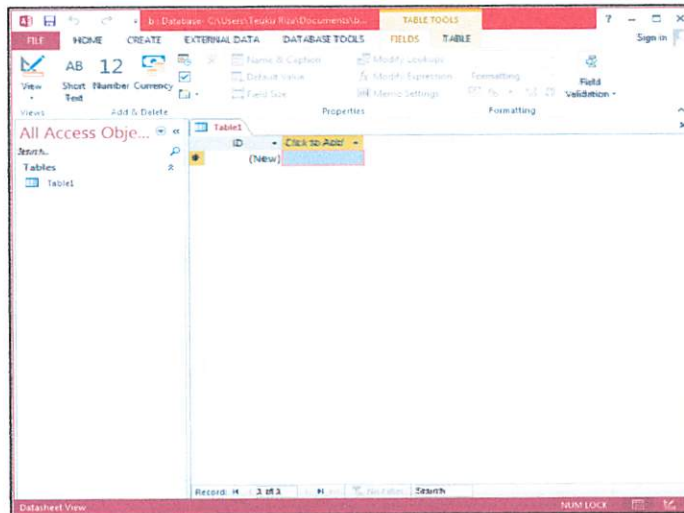 b : Database- C:\Users\Teuku Riza\Documents\b... TABLE TOOLS ?
FILE HOME CREATE EXTERNAL DATA DATABASE TOOLS FIELDS TABLE Sign in
View
AB Short Text
12 Number
Currency
Name & Caption
Default Value
Field Size
Modify Lookups
Modify Expression
Memo Settings
Formatting
Field Validation
Views Add & Delete Properties Formatting
All Access Obje... «
Search...
Tables
Table1
Table1
ID Click to Add
(New)
Record: 1 of 1 No Filter Search
Datasheet View NUM LOCK